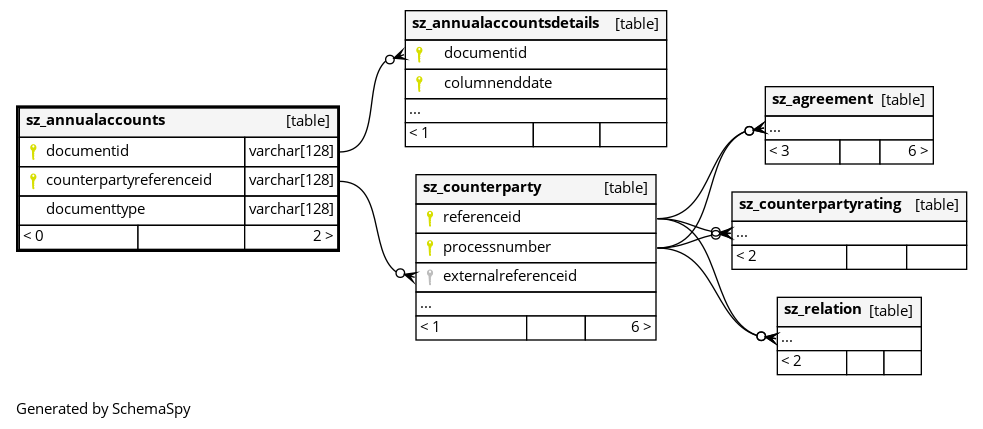 sz_annualaccountsdetails [table]
documentid
columnenddate
...
< 1
sz_annualaccounts [table]
documentid varchar[128]
counterpartyreferenceid varchar[128]
documenttype varchar[128]
< 0 2 >
sz_counterparty [table]
referenceid
processnumber
externalreferenceid
...
< 1 6 >
sz_agreement [table]
...
< 3 6 >
sz_counterpartyrating [table]
...
< 2
sz_relation [table]
...
< 2
Generated by SchemaSpy